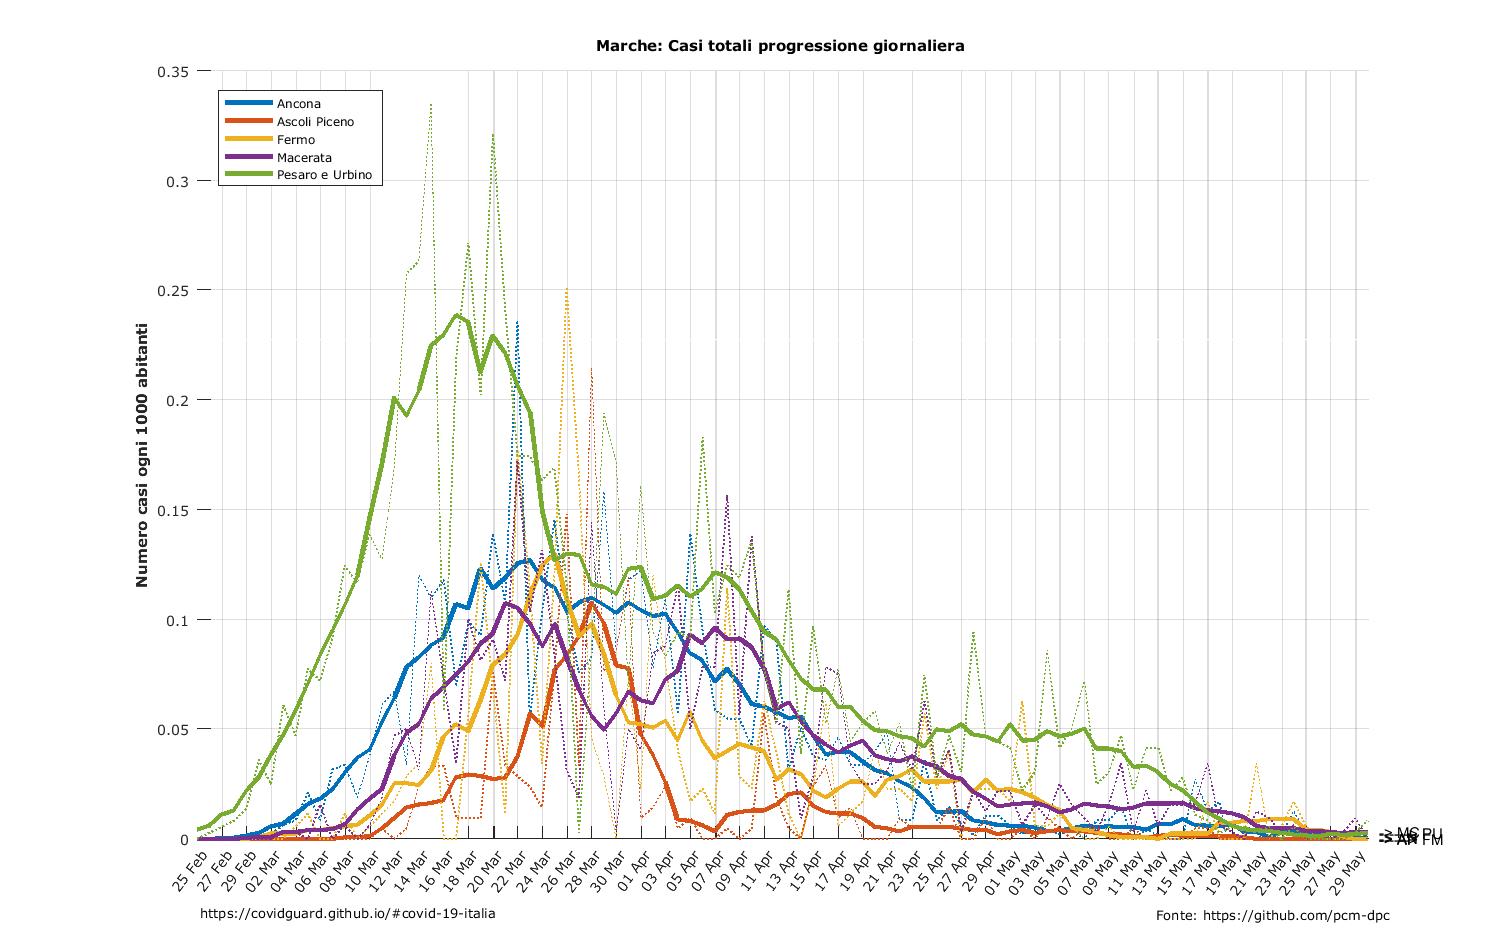 Marche: Casi totali progressione giornaliera
Numero casi ogni 1000 abitanti
0.35
0.3
0.25
0.2
0.15
0.1
0.05
0
Ancona
Ascoli Piceno
Fermo
Macerata
Pesaro e Urbino
25 Feb
27 Feb
29 Feb
02 Mar
04 Mar
06 Mar
08 Mar
10 Mar
12 Mar
14 Mar
16 Mar
18 Mar
20 Mar
22 Mar
24 Mar
26 Mar
28 Mar
30 Mar
01 Apr
03 Apr
05 Apr
07 Apr
09 Apr
11 Apr
13 Apr
15 Apr
17 Apr
19 Apr
21 Apr
23 Apr
25 Apr
27 Apr
29 Apr
01 May
03 May
05 May
07 May
09 May
11 May
13 May
15 May
17 May
19 May
21 May
23 May
25 May
27 May
29 May
PU
FM
https://covidguard.github.io/#covid-19-italia
Fonte: https://github.com/pcm-dpc